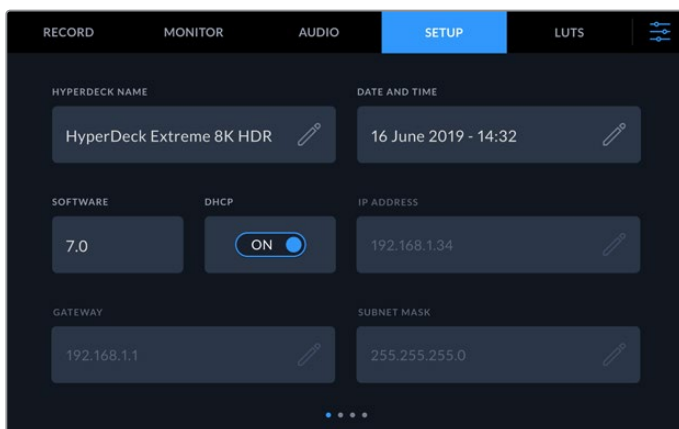 RECORD MONITOR AUDIO SETUP LUTS
HYPERDECK NAME DATE AND TIME
HyperDeck Extreme 8K HDR 16 June 2019 - 14:32
SOFTWARE DHCP IP ADDRESS
7.0 ON 192.168.1.34
GATEWAY SUBNET MASK
192.168.1.1 255.255.255.0